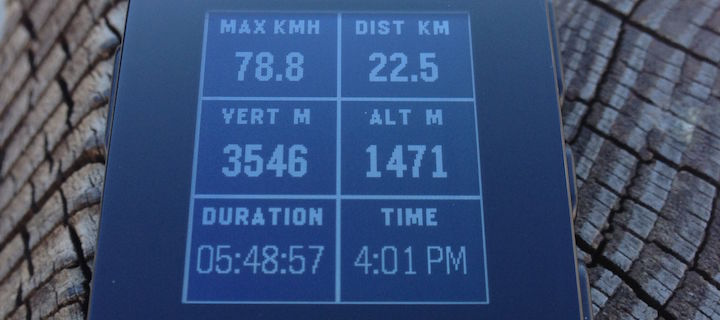 MAX KMH DIST KM
78.8 22.5
VERT M ALT M
3546 1471
DURATION TIME
05:48:57 4:01 PM